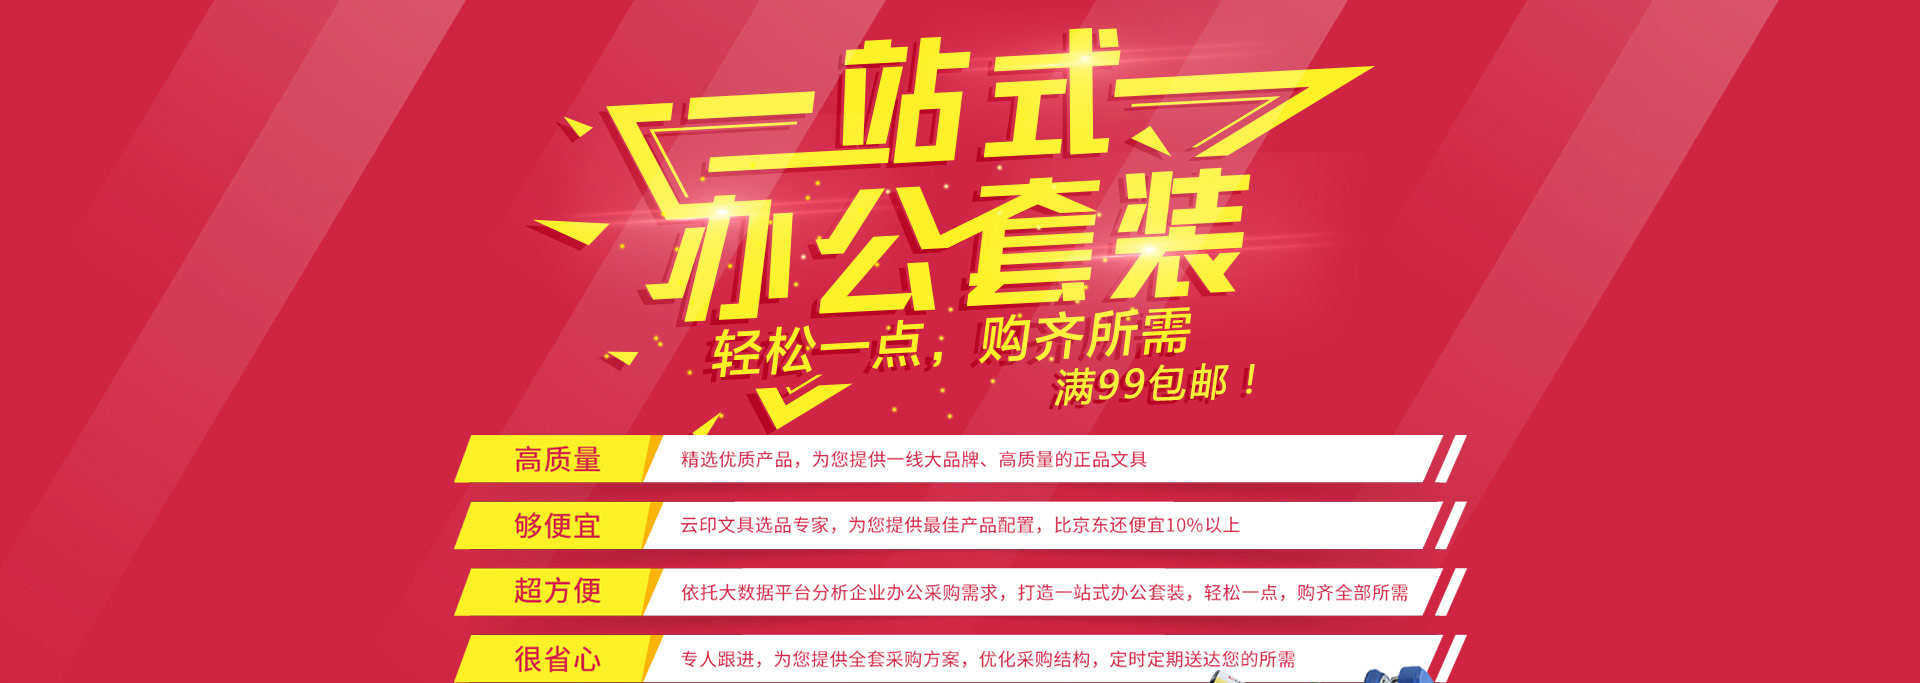 一站式
办公套装
轻松一点，购齐所需
满99包邮！
高质量
精选优质产品，为您提供一线大品牌、高质量的正品文具
够便宜
云印文具选品专家，为您提供最佳产品配置，比京东还便宜10%以上
超方便
依托大数据平台分析企业办公采购需求，打造一站式办公套装，轻松一点，购齐全部所需
很省心
专人跟进，为您提供全套采购方案，优化采购结构，定时定期送达您的所需